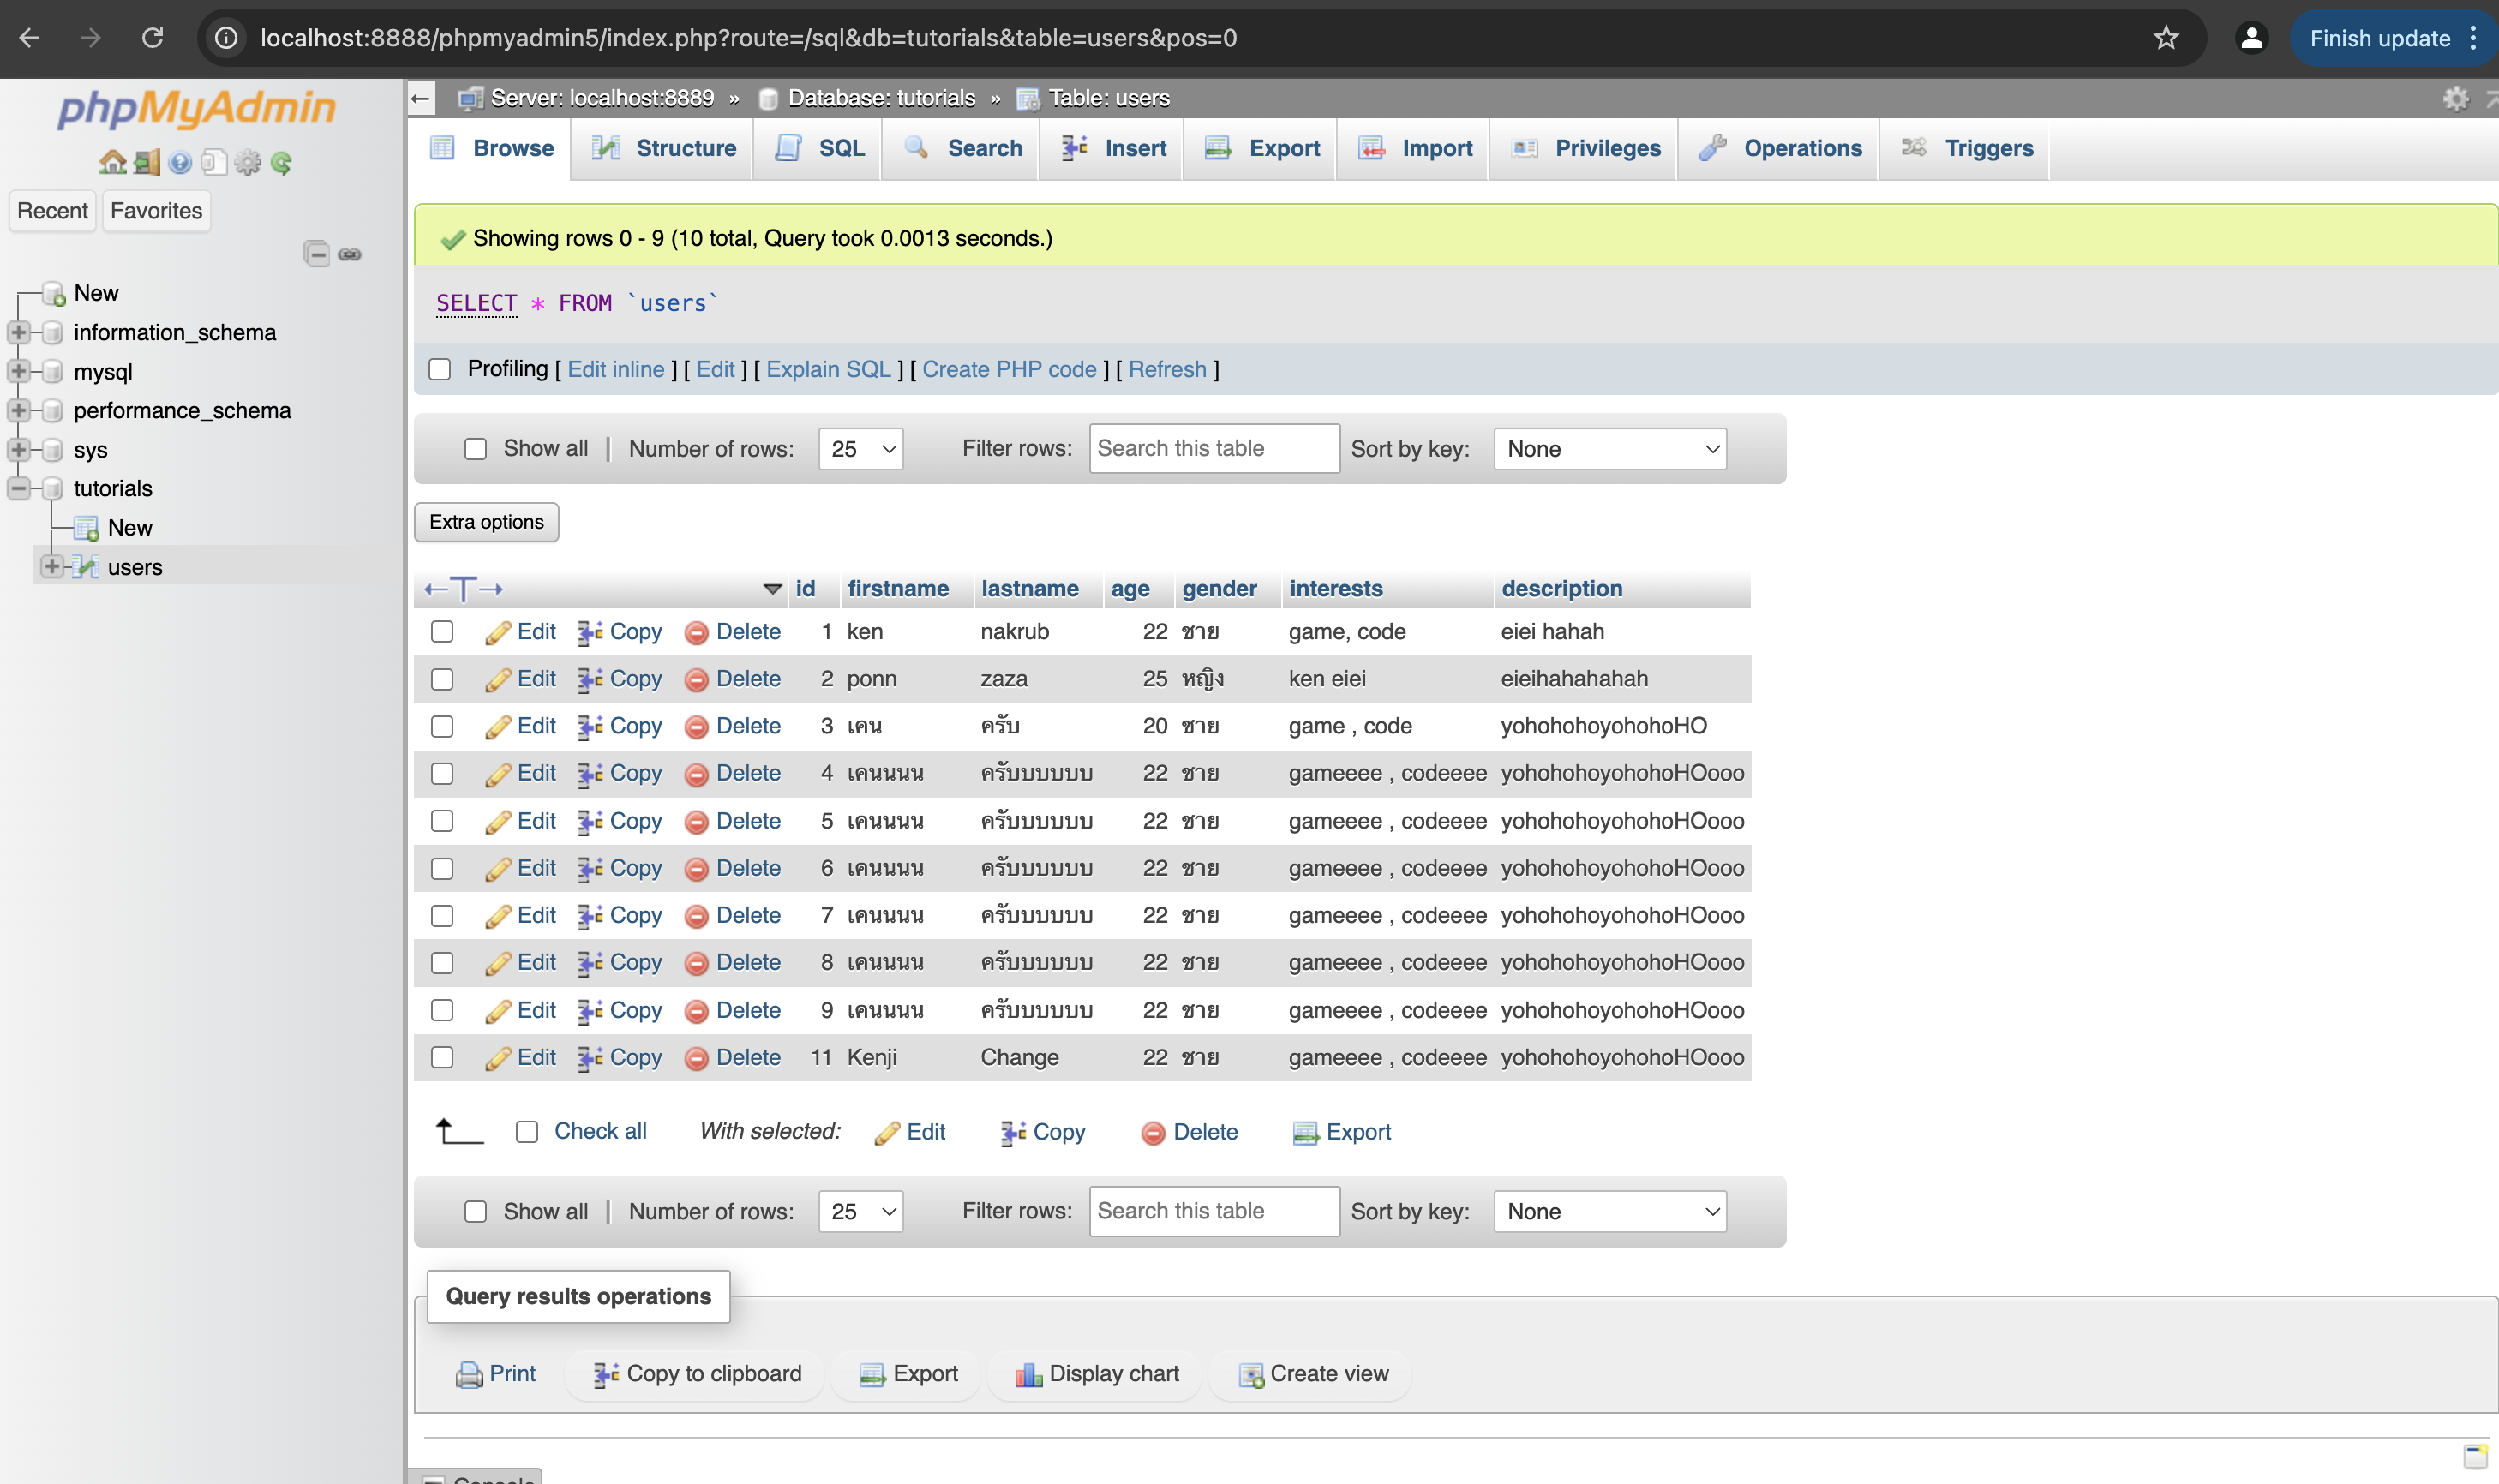 localhost:8888/phpmyadmin5/index.php?route=/sql&db=tutorials&table=users&pos=0
Finish update
phpMyAdmin
Recent Favorites
New
information_schema
mysql
performance_schema
sys
tutorials
New
users
Server: localhost:8889 » Database: tutorials » Table: users
Browse Structure SQL Search Insert Export Import Privileges Operations Triggers
Showing rows 0 - 9 (10 total, Query took 0.0013 seconds.)
SELECT * FROM `users`
Profiling [ Edit inline ] [ Edit ] [ Explain SQL ] [ Create PHP code ] [ Refresh ]
Show all | Number of rows: 25 Filter rows: Search this table Sort by key: None
Extra options
←T→ id firstname lastname age gender interests description
Edit Copy Delete 1 ken nakrub 22 ชาย game, code eiei hahah
Edit Copy Delete 2 ponn zaza 25 หญิง ken eiei eieihahahahah
Edit Copy Delete 3 เคน ครับ 20 ชาย game , code yohohohoyohohoHO
Edit Copy Delete 4 เคนนนน ครับบบบบบ 22 ชาย gameeee , codeeee yohohohoyohohoHOooo
Edit Copy Delete 5 เคนนนน ครับบบบบบ 22 ชาย gameeee , codeeee yohohohoyohohoHOooo
Edit Copy Delete 6 เคนนนน ครับบบบบบ 22 ชาย gameeee , codeeee yohohohoyohohoHOooo
Edit Copy Delete 7 เคนนนน ครับบบบบบ 22 ชาย gameeee , codeeee yohohohoyohohoHOooo
Edit Copy Delete 8 เคนนนน ครับบบบบบ 22 ชาย gameeee , codeeee yohohohoyohohoHOooo
Edit Copy Delete 9 เคนนนน ครับบบบบบ 22 ชาย gameeee , codeeee yohohohoyohohoHOooo
Edit Copy Delete 11 Kenji Change 22 ชาย gameeee , codeeee yohohohoyohohoHOooo
Check all With selected: Edit Copy Delete Export
Show all | Number of rows: 25 Filter rows: Search this table Sort by key: None
Query results operations
Print Copy to clipboard Export Display chart Create view
Console